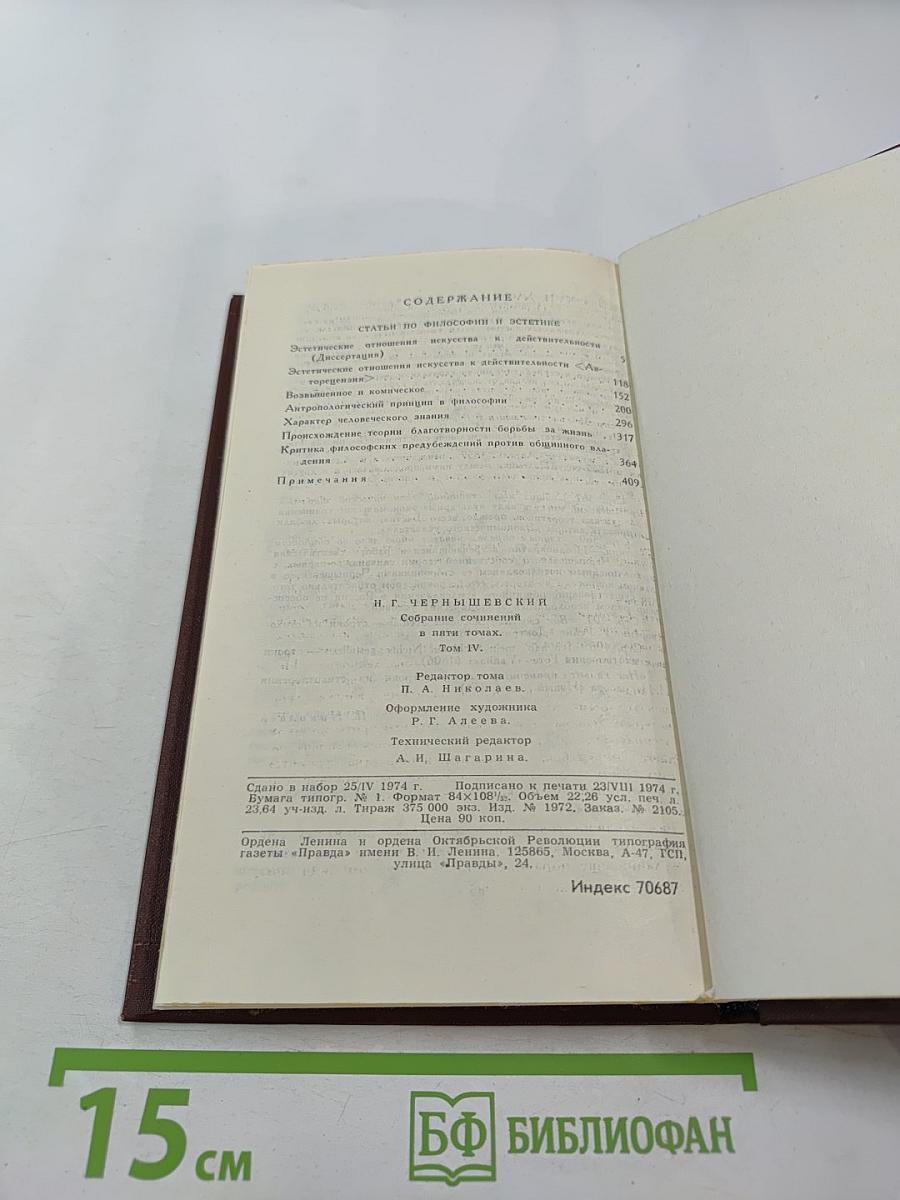 СОДЕРЖАНИЕ
СТАТЬИ ПО ФИЛОСОФИИ И ЭСТЕТИКЕ
Эстетические отношения искусства к действительности
(Диссертация) . . . . . . . . . . . . 5
Эстетические отношения искусства к действительности <Ав-
торецензия> . . . . . . . . . . . . 118
Возвышенное и комическое . . . . . . . . . . 152
Антропологический принцип в философии . . . . . . 200
Характер человеческого знания . . . . . . . . . 296
Происхождение теории благотворности борьбы за жизнь . . 317
Критика философских предубеждений против общинного вла-
дения . . . . . . . . . . . . . . 364
Примечания . . . . . . . . . . . . . 409
Н. Г. ЧЕРНЫШЕВСКИЙ
Собрание сочинений
в пяти томах.
Том IV.
Редактор тома
П. А. Николаев.
Оформление художника
Р. Г. Алеева.
Технический редактор
А. И. Шагарина.
Сдано в набор 25/IV 1974 г. Подписано к печати 23/VIII 1974 г.
Бумага типогр. № 1. Формат 84×108¹/₃₂. Объем 22,26 усл. печ. л.
23,64 уч-изд. л. Тираж 375 000 экз. Изд. № 1972. Заказ. № 2105.
Цена 90 коп.
Ордена Ленина и ордена Октябрьской Революции типография
газеты «Правда» имени В. И. Ленина. 125865, Москва, А-47, ГСП,
улица «Правды», 24.
Индекс 70687
15 см
БФ БИБЛИОФАН